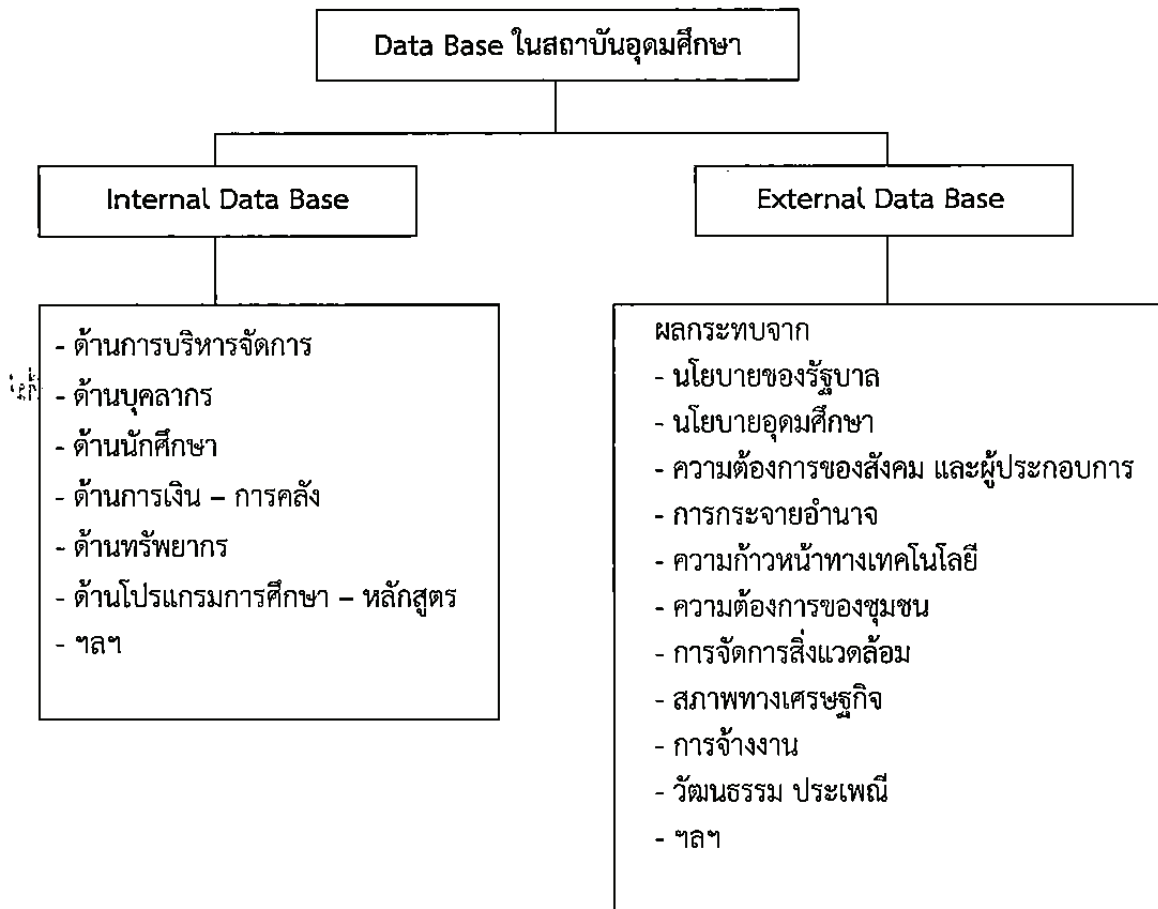 Data Base ในสถาบันอุดมศึกษา
Internal Data Base
- ด้านการบริหารจัดการ
- ด้านบุคลากร
- ด้านนักศึกษา
- ด้านการเงิน – การคลัง
- ด้านทรัพยากร
- ด้านโปรแกรมการศึกษา – หลักสูตร
- ฯลฯ
External Data Base
ผลกระทบจาก
- นโยบายของรัฐบาล
- นโยบายอุดมศึกษา
- ความต้องการของสังคม และผู้ประกอบการ
- การกระจายอำนาจ
- ความก้าวหน้าทางเทคโนโลยี
- ความต้องการของชุมชน
- การจัดการสิ่งแวดล้อม
- สภาพทางเศรษฐกิจ
- การจ้างงาน
- วัฒนธรรม ประเพณี
- ฯลฯ